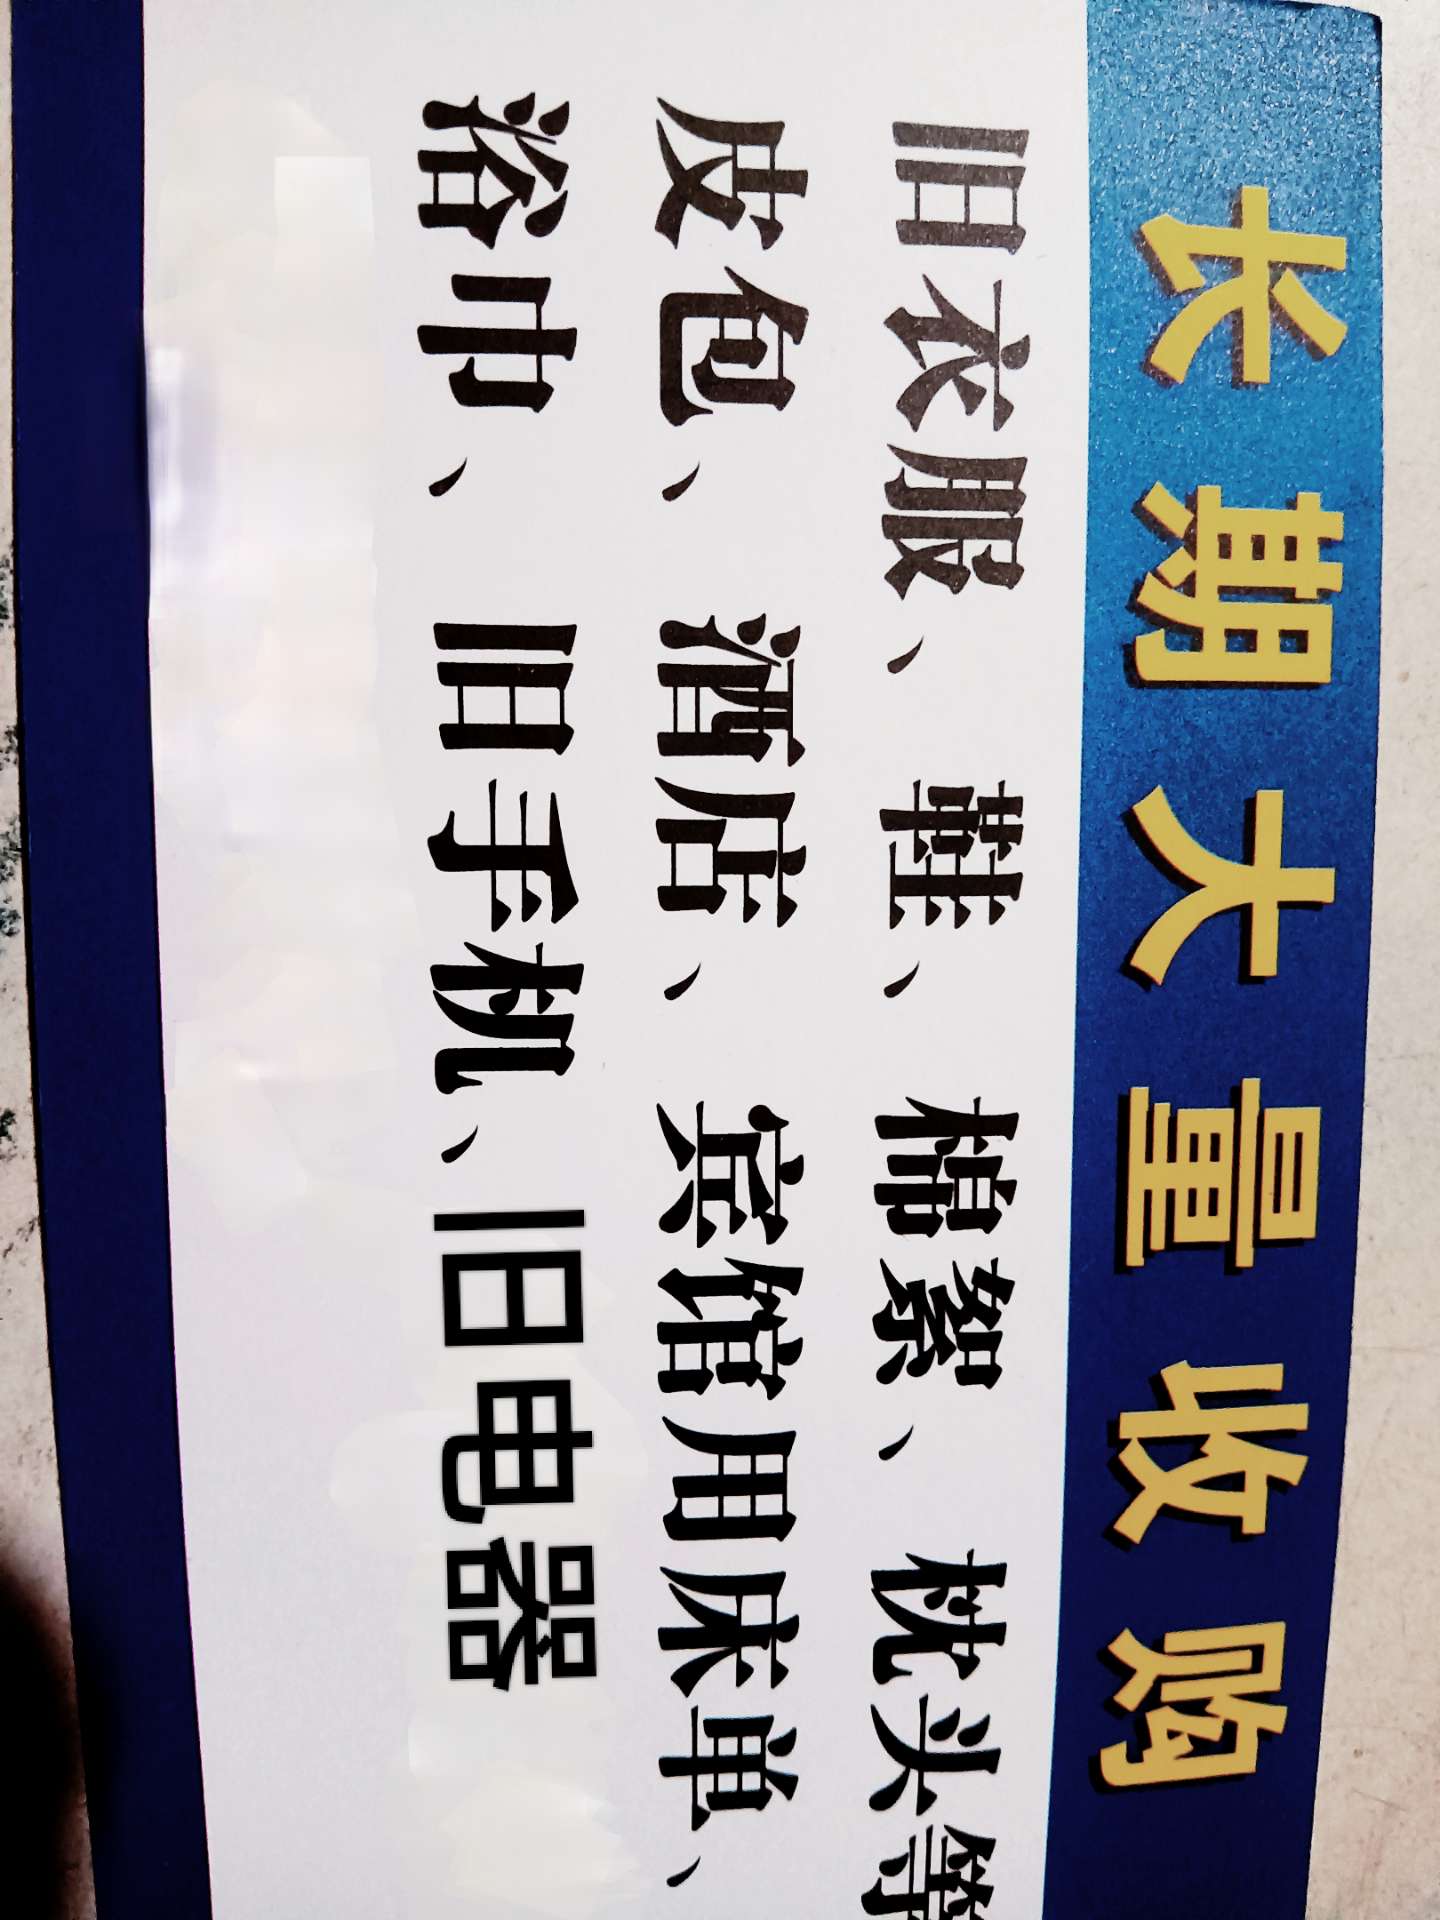 长期大量收购
旧衣服、鞋、棉絮、枕头等
皮包、酒店、宾馆用床单、
浴巾、旧手机、旧电器